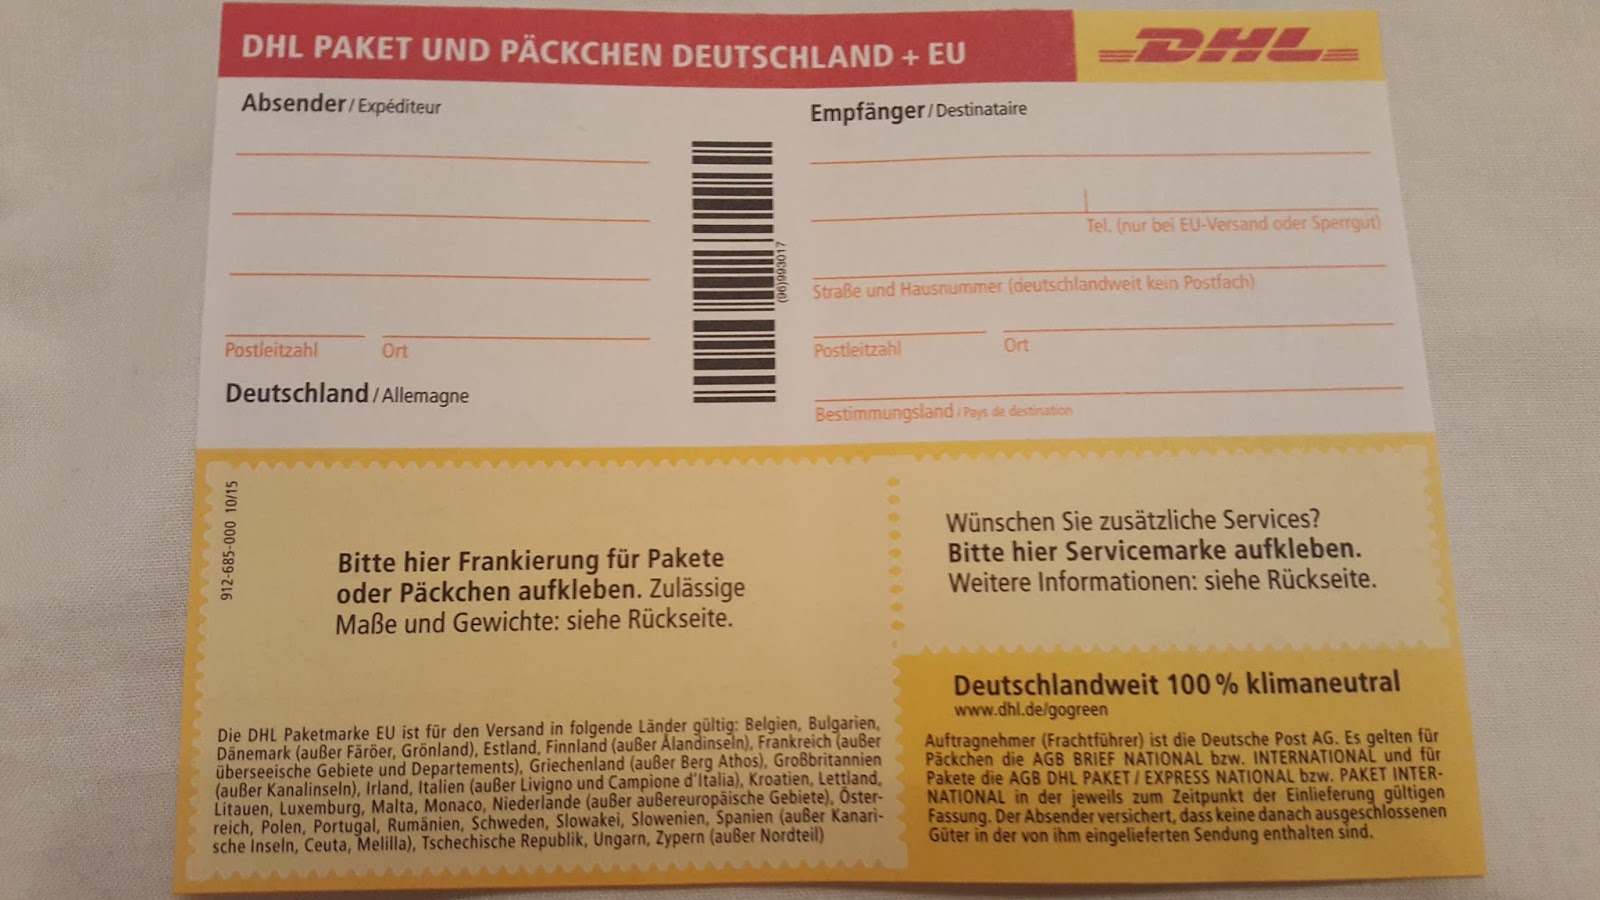 DHL PAKET UND PÄCKCHEN DEUTSCHLAND + EU
DHL
Absender / Expéditeur
Postleitzahl Ort
Deutschland / Allemagne
(96)993017
Empfänger / Destinataire
Tel. (nur bei EU-Versand oder Sperrgut)
Straße und Hausnummer (deutschlandweit kein Postfach)
Postleitzahl Ort
Bestimmungsland / Pays de destination
912-685-000 10/15
Bitte hier Frankierung für Pakete
oder Päckchen aufkleben. Zulässige
Maße und Gewichte: siehe Rückseite.
Die DHL Paketmarke EU ist für den Versand in folgende Länder gültig: Belgien, Bulgarien,
Dänemark (außer Färöer, Grönland), Estland, Finnland (außer Ålandinseln), Frankreich (außer
überseeische Gebiete und Departements), Griechenland (außer Berg Athos), Großbritannien
(außer Kanalinseln), Irland, Italien (außer Livigno und Campione d'Italia), Kroatien, Lettland,
Litauen, Luxemburg, Malta, Monaco, Niederlande (außer außereuropäische Gebiete), Öster-
reich, Polen, Portugal, Rumänien, Schweden, Slowakei, Slowenien, Spanien (außer Kanari-
sche Inseln, Ceuta, Melilla), Tschechische Republik, Ungarn, Zypern (außer Nordteil)
Wünschen Sie zusätzliche Services?
Bitte hier Servicemarke aufkleben.
Weitere Informationen: siehe Rückseite.
Deutschlandweit 100 % klimaneutral
www.dhl.de/gogreen
Auftragnehmer (Frachtführer) ist die Deutsche Post AG. Es gelten für
Päckchen die AGB BRIEF NATIONAL bzw. INTERNATIONAL und für
Pakete die AGB DHL PAKET / EXPRESS NATIONAL bzw. PAKET INTER-
NATIONAL in der jeweils zum Zeitpunkt der Einlieferung gültigen
Fassung. Der Absender versichert, dass keine danach ausgeschlossenen
Güter in der von ihm eingelieferten Sendung enthalten sind.